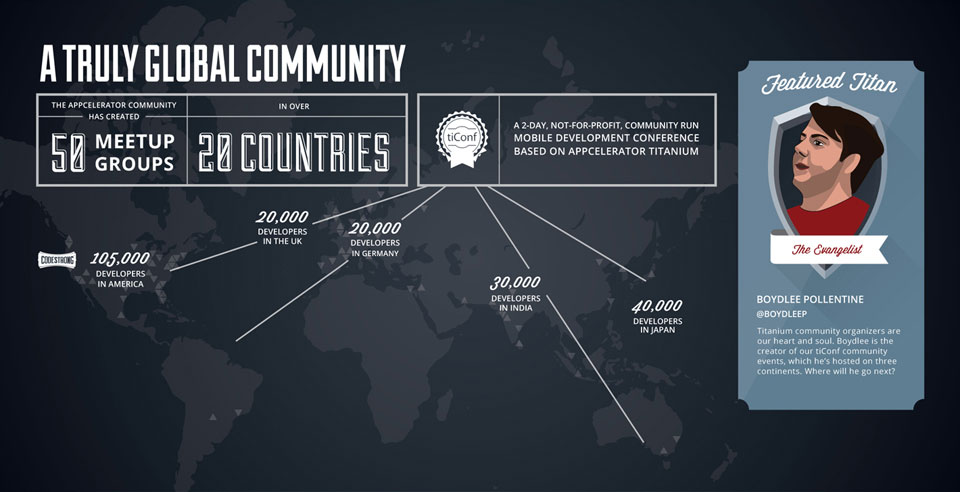 A TRULY GLOBAL COMMUNITY
THE APPCELERATOR COMMUNITY
HAS CREATED
50 MEETUP
GROUPS
IN OVER
20 COUNTRIES
tiConf
A 2-DAY, NOT-FOR-PROFIT, COMMUNITY RUN
MOBILE DEVELOPMENT CONFERENCE
BASED ON APPCELERATOR TITANIUM
20,000
DEVELOPERS
IN THE UK
20,000
DEVELOPERS
IN GERMANY
CODESTRONG
105,000
DEVELOPERS
IN AMERICA
30,000
DEVELOPERS
IN INDIA
40,000
DEVELOPERS
IN JAPAN
Featured Titan
The Evangelist
BOYDLEE POLLENTINE
@BOYDLEEP
Titanium community organizers are
our heart and soul. Boydlee is the
creator of our tiConf community
events, which he's hosted on three
continents. Where will he go next?